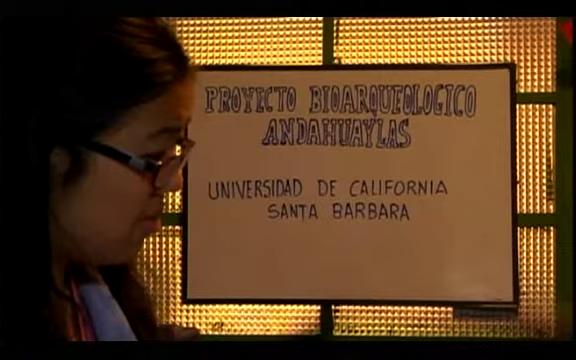 PROYECTO BIOARQUEOLOGICO
ANDAHUAYLAS
UNIVERSIDAD DE CALIFORNIA
SANTA BARBARA